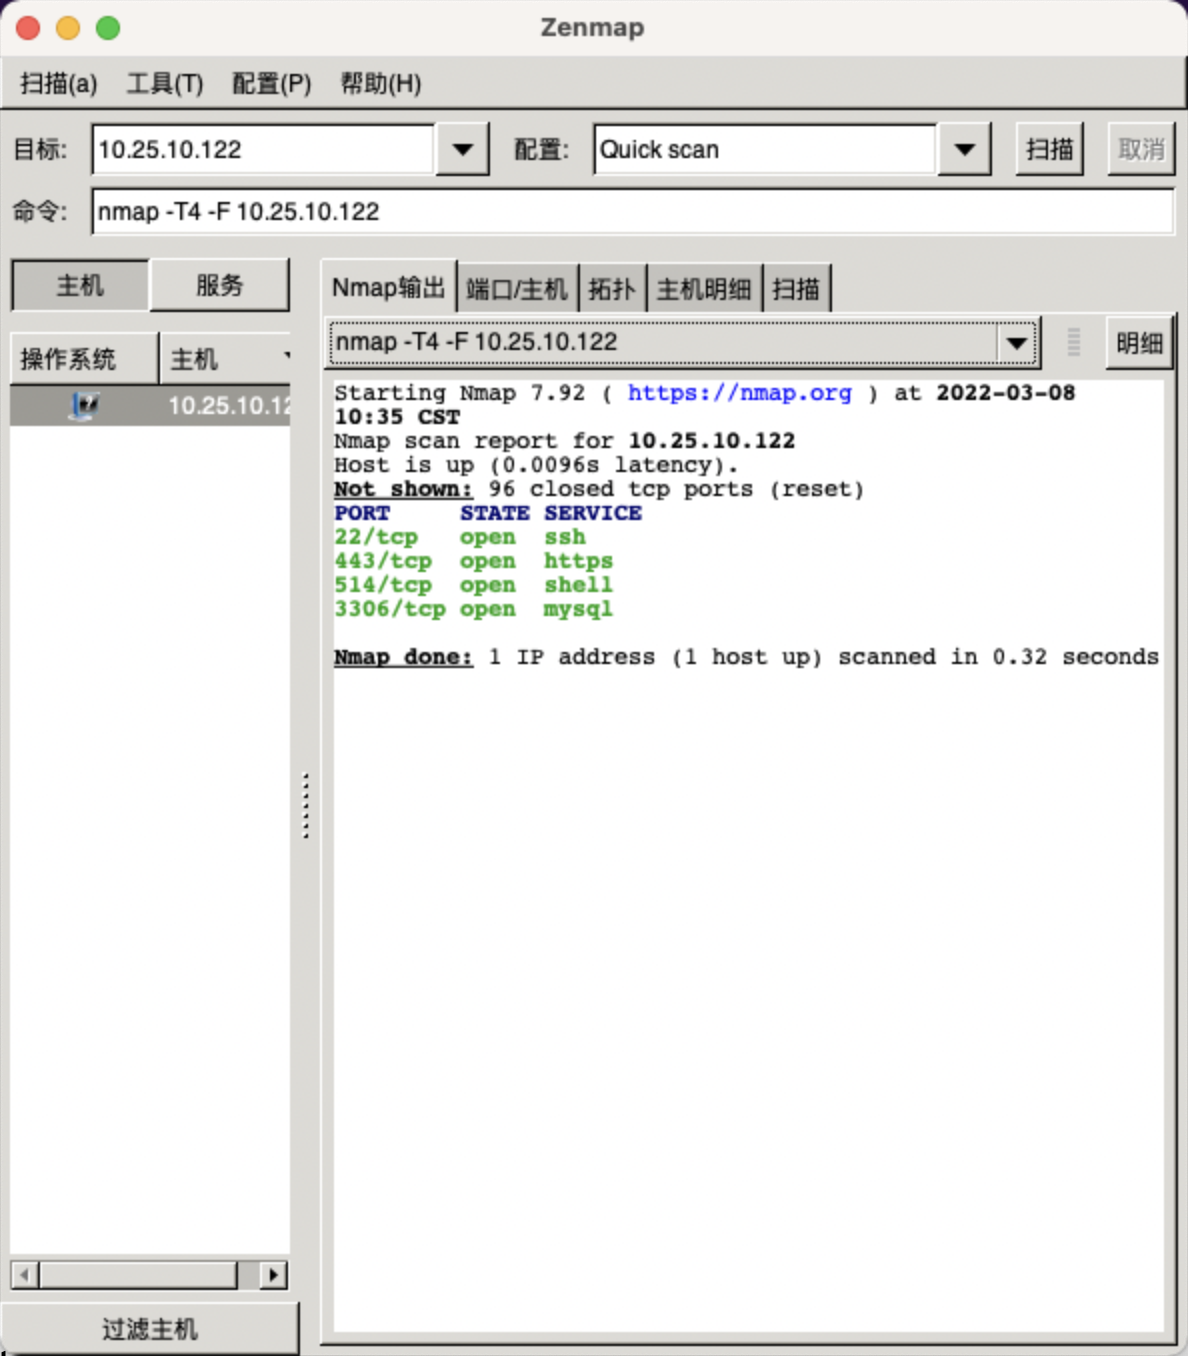 Zenmap
扫描(a) 工具(T) 配置(P) 帮助(H)
目标: 10.25.10.122 配置: Quick scan 扫描 取消
命令: nmap -T4 -F 10.25.10.122
主机 服务
操作系统 主机
10.25.10.12
Nmap输出 端口/主机 拓扑 主机明细 扫描
nmap -T4 -F 10.25.10.122 明细
Starting Nmap 7.92 ( https://nmap.org ) at 2022-03-08
10:35 CST
Nmap scan report for 10.25.10.122
Host is up (0.0096s latency).
Not shown: 96 closed tcp ports (reset)
PORT STATE SERVICE
22/tcp open ssh
443/tcp open https
514/tcp open shell
3306/tcp open mysql
Nmap done: 1 IP address (1 host up) scanned in 0.32 seconds
过滤主机